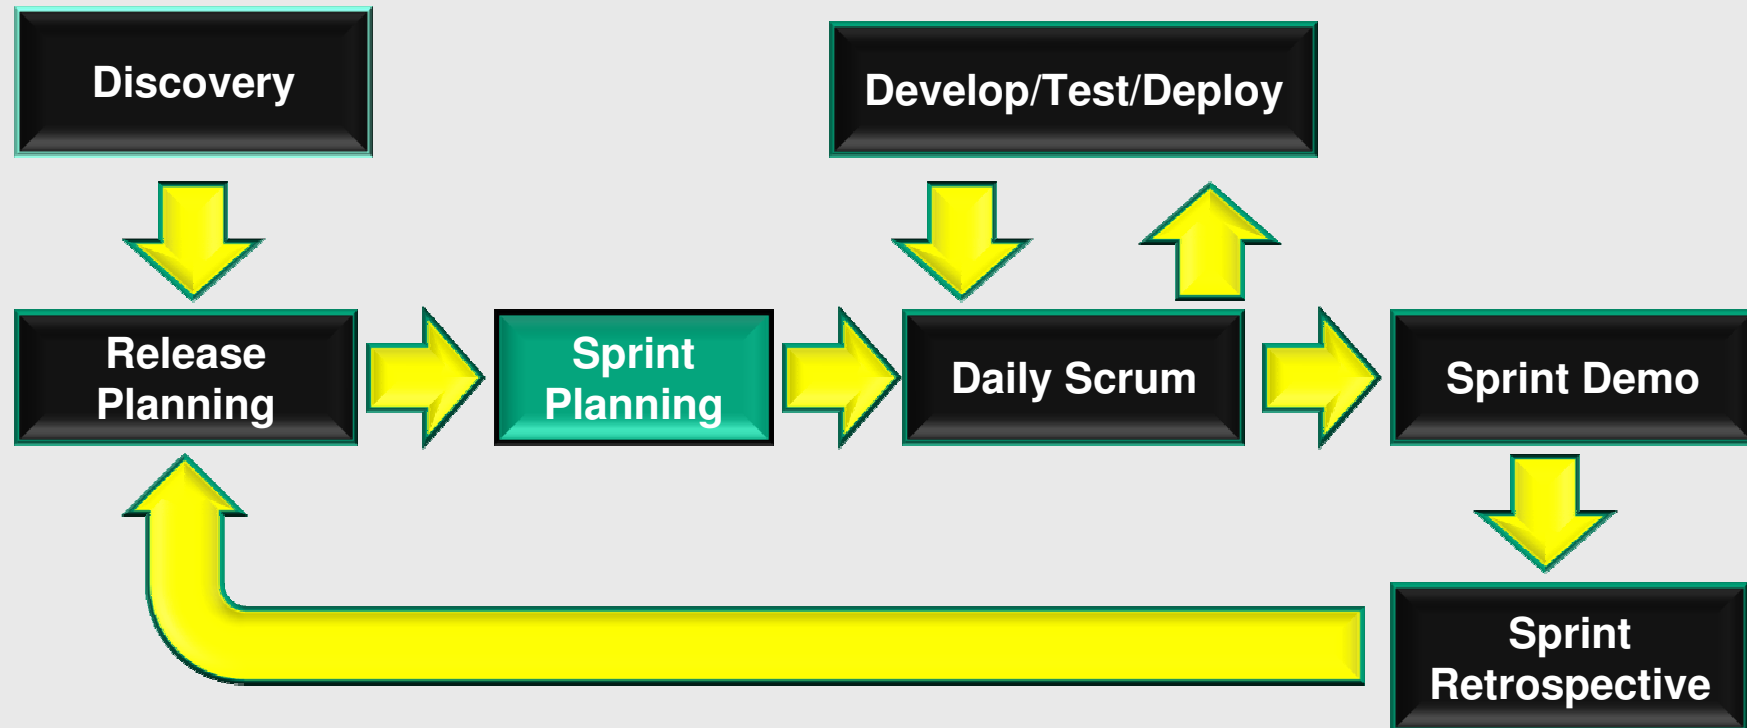 Discovery
Develop/Test/Deploy
Release
Planning
Sprint
Planning
Daily Scrum
Sprint Demo
Sprint
Retrospective